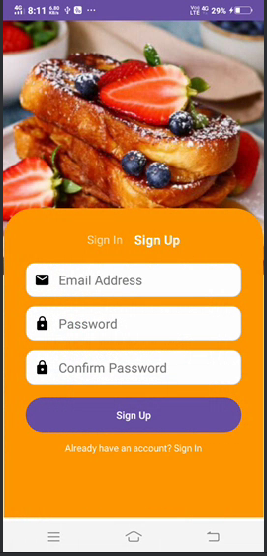 4G 8:11 6.80 KB/s ...
Vo) LTE 4G 29%
Sign In Sign Up
Email Address
Password
Confirm Password
Sign Up
Already have an account? Sign In